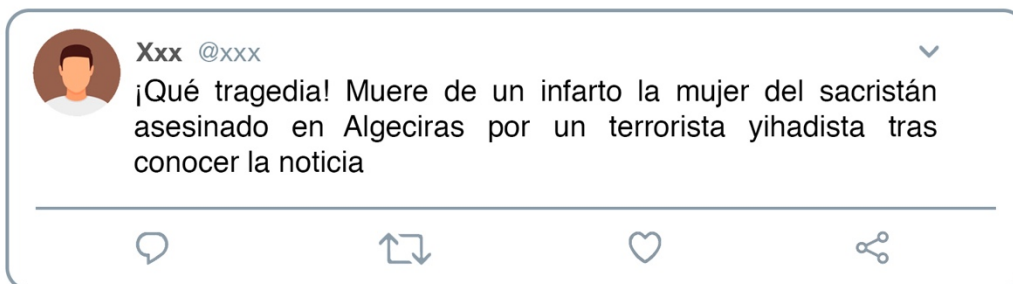 Xxx @xxx
¡Qué tragedia! Muere de un infarto la mujer del sacristán
asesinado en Algeciras por un terrorista yihadista tras
conocer la noticia